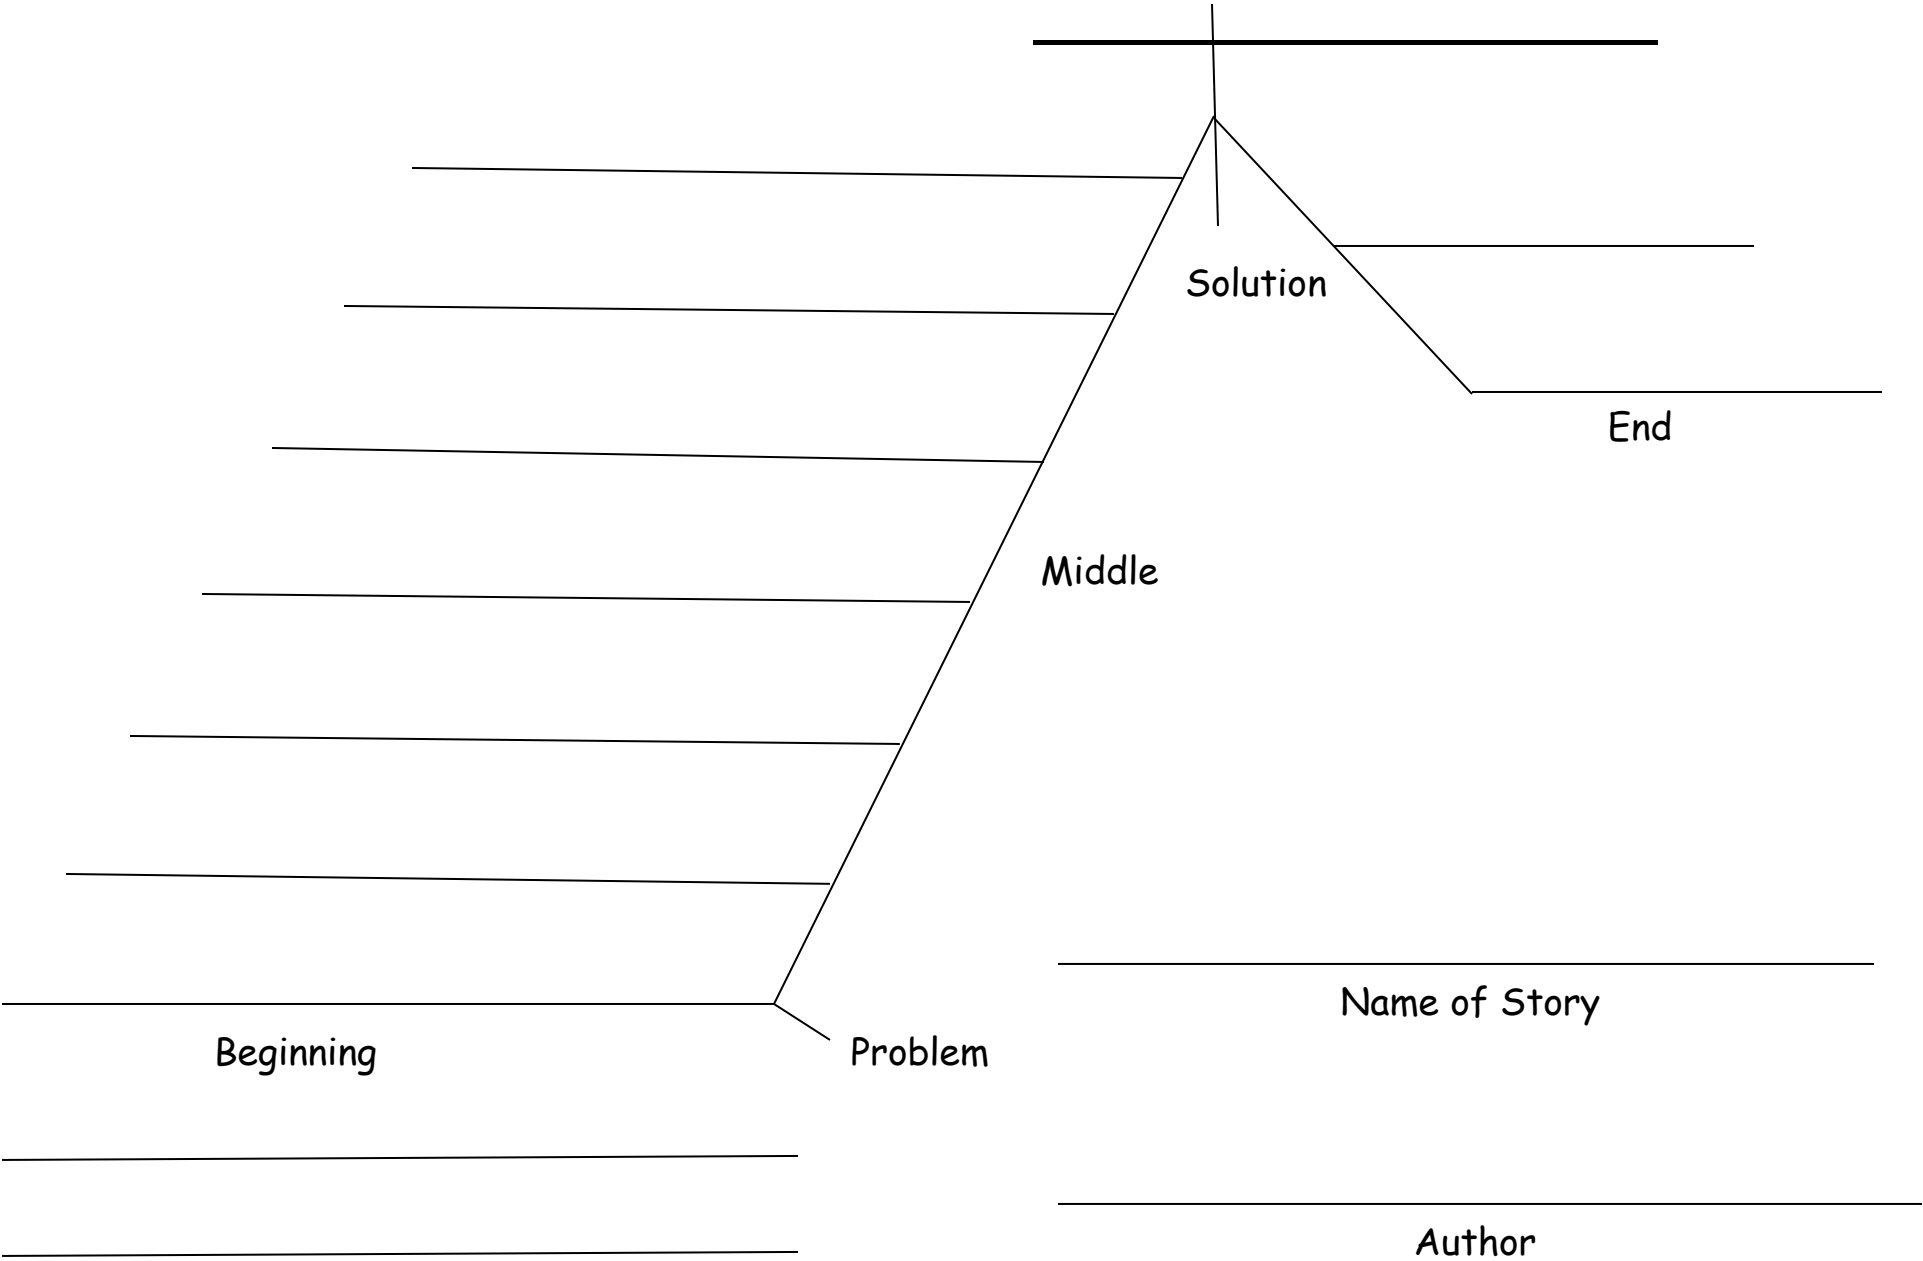 Solution
End
Middle
Name of Story
Beginning
Problem
Author